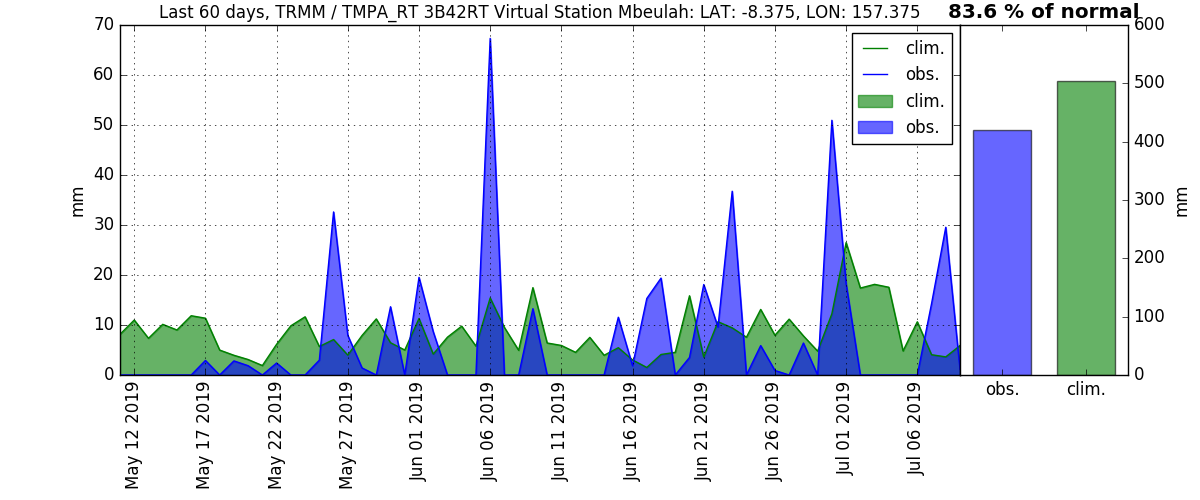 Last 60 days, TRMM / TMPA_RT 3B42RT Virtual Station Mbeulah: LAT: -8.375, LON: 157.375
83.6 % of normal
70
60
50
40
30
20
10
0
mm
clim.
obs.
clim.
obs.
May 12 2019
May 17 2019
May 22 2019
May 27 2019
Jun 01 2019
Jun 06 2019
Jun 11 2019
Jun 16 2019
Jun 21 2019
Jun 26 2019
Jul 01 2019
Jul 06 2019
600
500
400
300
200
100
0
mm
obs.
clim.